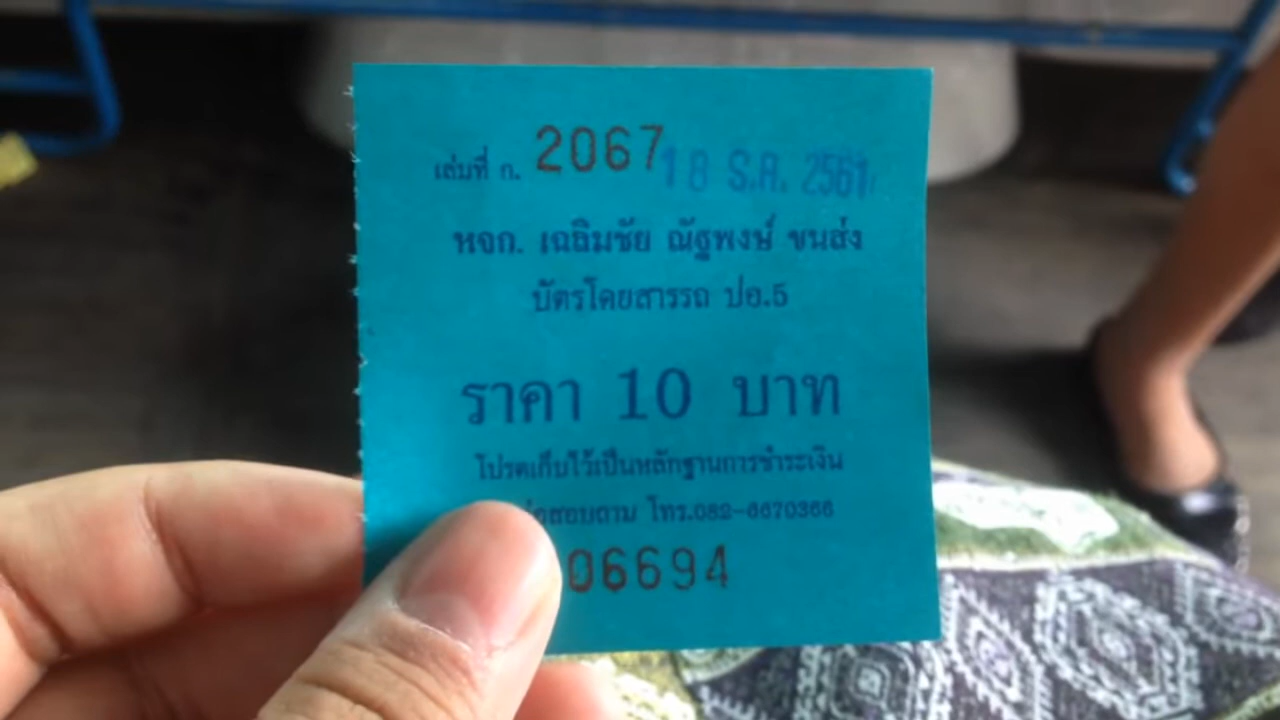 เล่มที่ ก. 2067 18 ธ.ค. 2561
หจก. เฉลิมชัย ณัฐพงษ์ ขนส่ง
บัตรโดยสารรถ ปอ.5
ราคา 10 บาท
โปรดเก็บไว้เป็นหลักฐานการชำระเงิน
สอบถาม โทร.082-6670366
06694